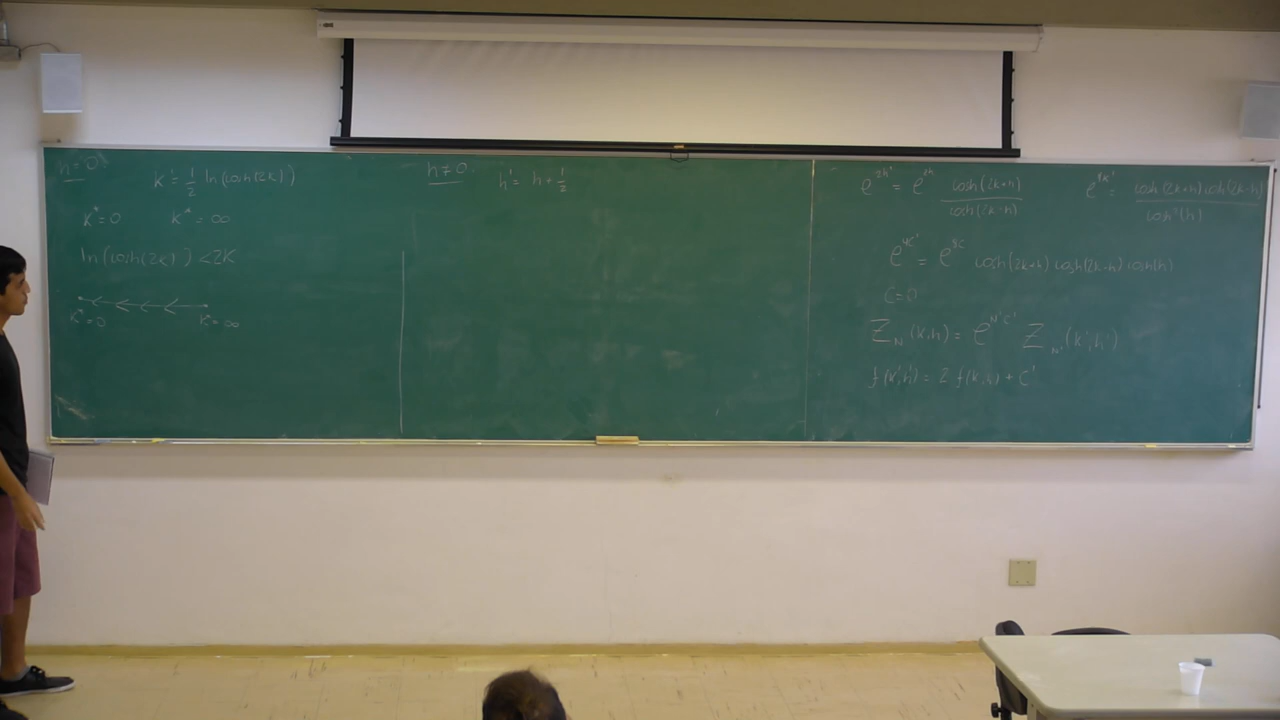 h=0
K' = 1/2 ln(cosh(2K))
K* = 0 K* = ∞
ln(cosh(2K)) < 2K
K*=0 K*=∞
h≠0
h' = h + 1/2
e^{2h'} = e^{2h} cosh(2K+h)/cosh(2K-h) e^{4K'} = cosh(2K+h) cosh(2K-h)/cosh²(h)
e^{4C'} = e^{8C} cosh(2K+h) cosh(2K-h) cosh(h)
C=0
Z_N(K,h) = e^{N'C'} Z_{N'}(K',h')
f(K',h') = 2 f(K,h) + C'